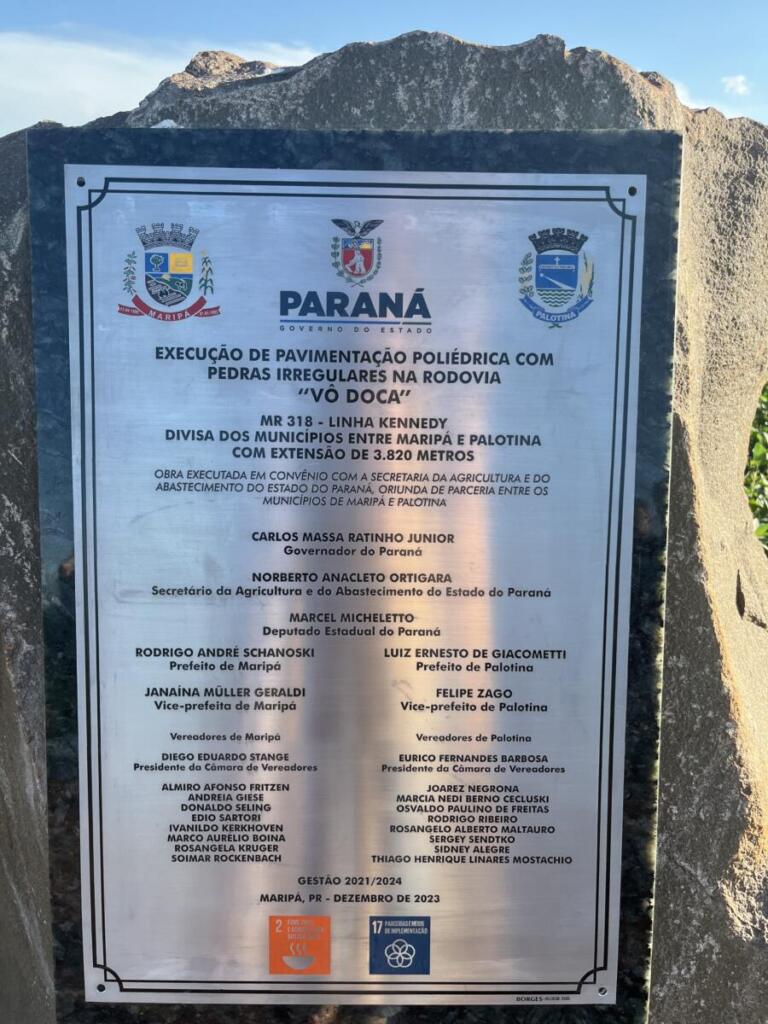 MARIPÁ
PALOTINA
PARANÁ
GOVERNO DO ESTADO
EXECUÇÃO DE PAVIMENTAÇÃO POLIÉDRICA COM
PEDRAS IRREGULARES NA RODOVIA
“VÔ DOCA”
MR 318 - LINHA KENNEDY
DIVISA DOS MUNICÍPIOS ENTRE MARIPÁ E PALOTINA
COM EXTENSÃO DE 3.820 METROS
OBRA EXECUTADA EM CONVÊNIO COM A SECRETARIA DA AGRICULTURA E DO
ABASTECIMENTO DO ESTADO DO PARANÁ, ORIUNDA DE PARCERIA ENTRE OS
MUNICÍPIOS DE MARIPÁ E PALOTINA
CARLOS MASSA RATINHO JUNIOR
Governador do Paraná
NORBERTO ANACLETO ORTIGARA
Secretário da Agricultura e do Abastecimento do Estado do Paraná
MARCEL MICHELETTO
Deputado Estadual do Paraná
RODRIGO ANDRÉ SCHANOSKI
Prefeito de Maripá
LUIZ ERNESTO DE GIACOMETTI
Prefeito de Palotina
JANAÍNA MÜLLER GERALDI
Vice-prefeita de Maripá
FELIPE ZAGO
Vice-prefeito de Palotina
Vereadores de Maripá
DIEGO EDUARDO STANGE
Presidente da Câmara de Vereadores
ALMIRO AFONSO FRITZEN
ANDREIA GIESE
DONALDO SELING
EDIO SARTORI
IVANILDO KERKHOVEN
MARCO AURÉLIO BOINA
ROSANGELA KRUGER
SOIMAR ROCKENBACH
Vereadores de Palotina
EURICO FERNANDES BARBOSA
Presidente da Câmara de Vereadores
JOAREZ NEGRONA
MARCIA NEDI BERNO CECLUSKI
OSVALDO PAULINO DE FREITAS
RODRIGO RIBEIRO
ROSANGELO ALBERTO MALTAURO
SERGEY SENDTKO
SIDNEY ALEGRE
THIAGO HENRIQUE LINARES MOSTACHIO
GESTÃO 2021/2024
MARIPÁ, PR - DEZEMBRO DE 2023
2 FOME ZERO
E AGRICULTURA
SUSTENTÁVEL
17 PARCERIAS E MEIOS
DE IMPLEMENTAÇÃO
BORGES